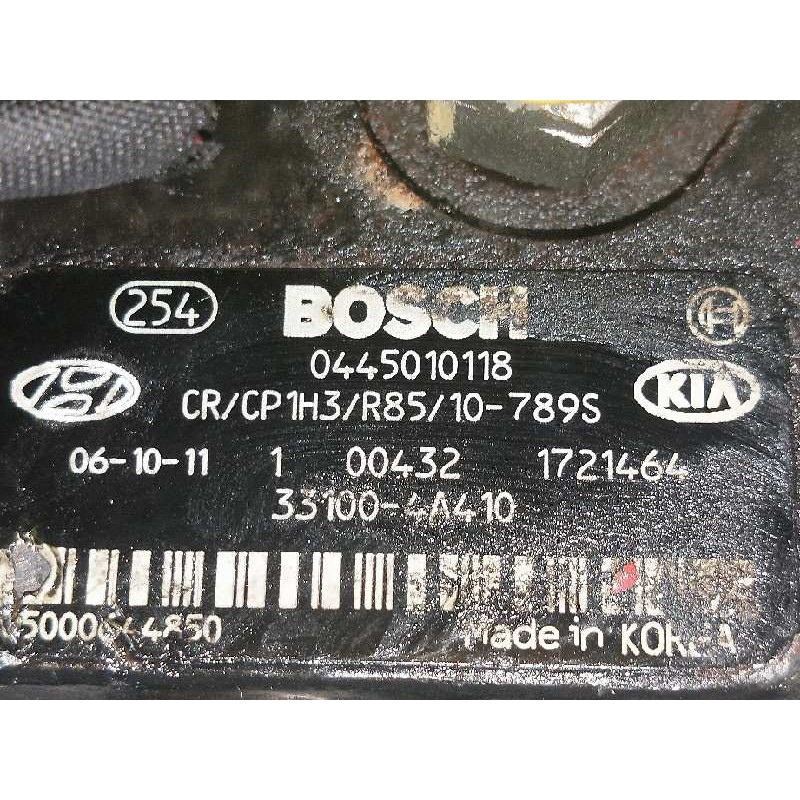 254 BOSCH
0445010118
CR/CP1H3/R85/10-789S KIA
06-10-11 1 00432 1721464
33100-4A410
Made in KOREA